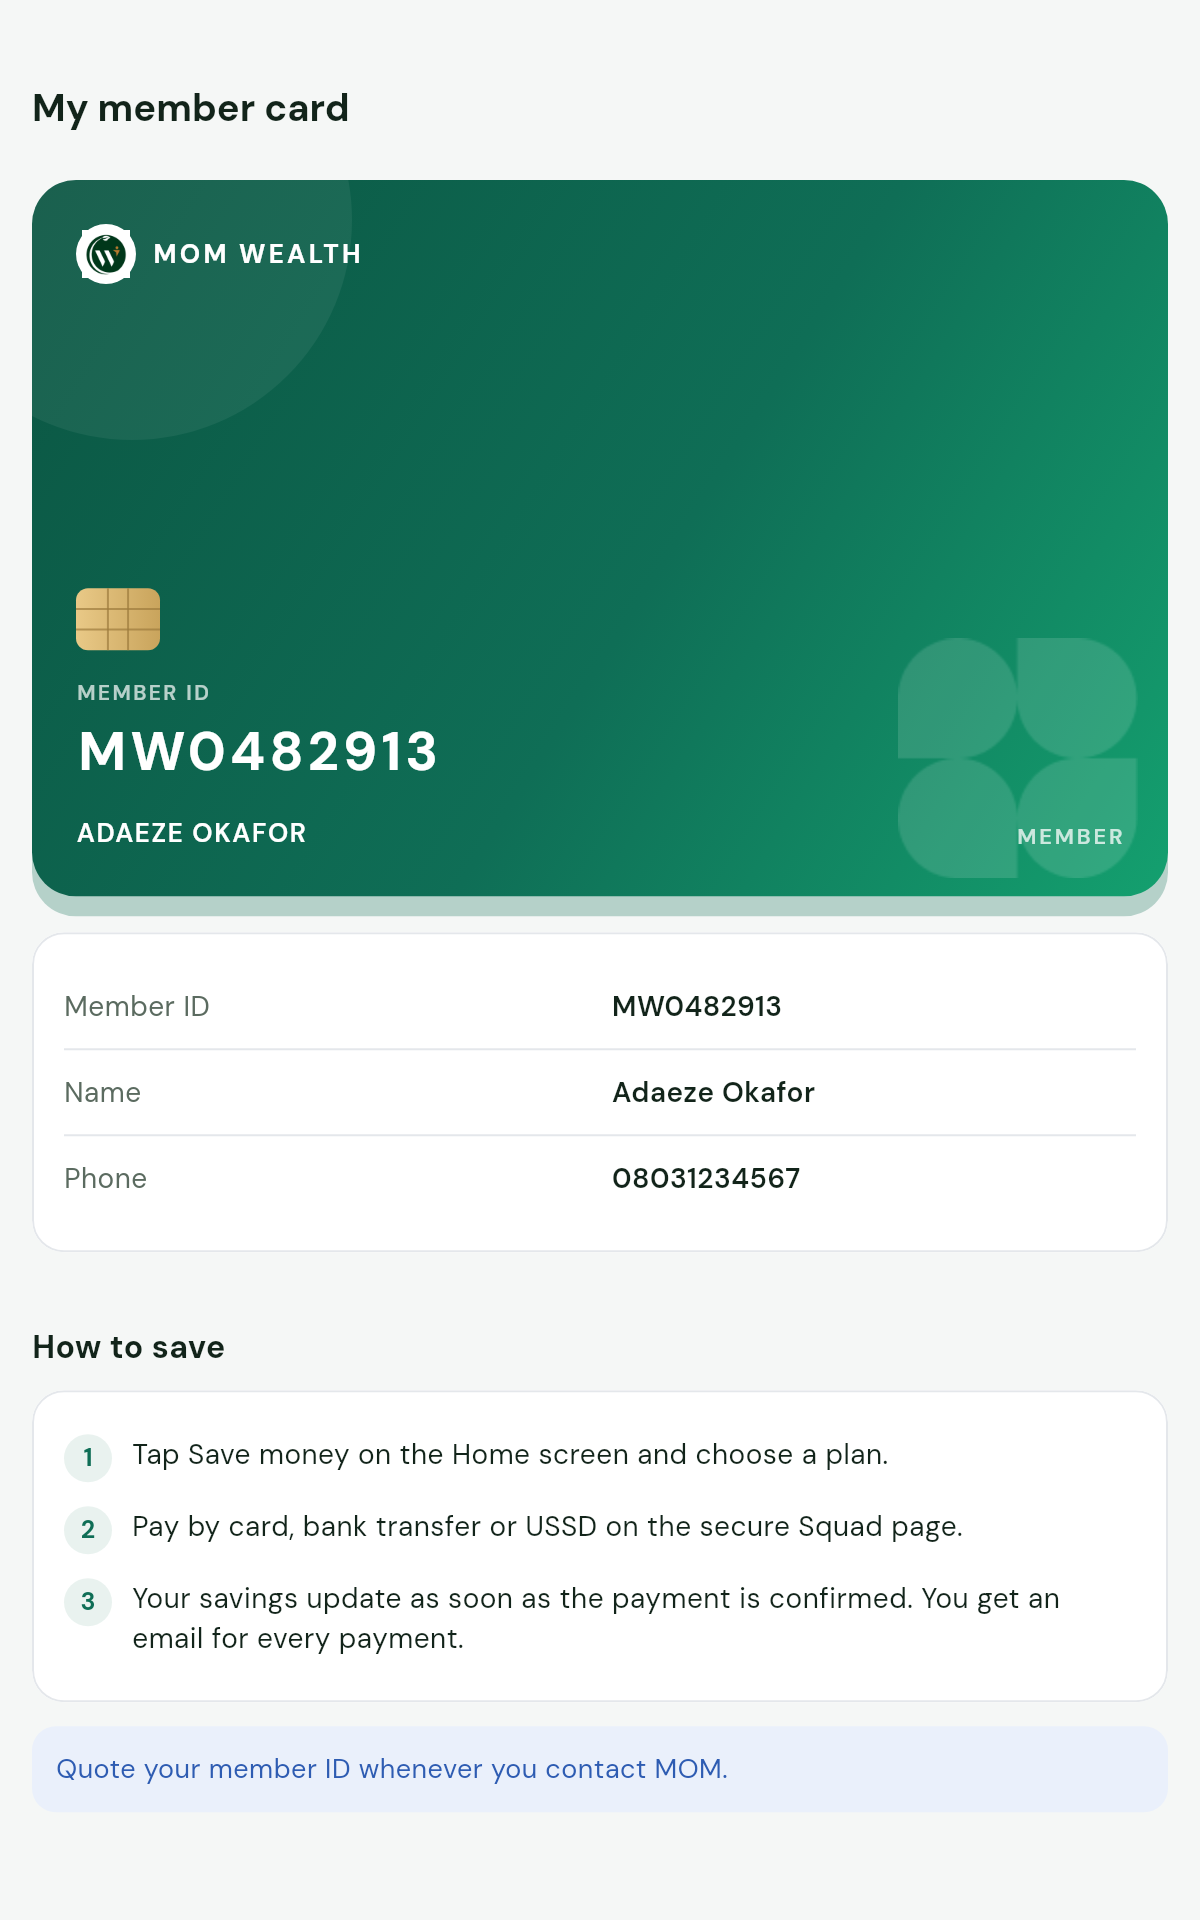 My member card
MOM WEALTH
MEMBER ID
MW0482913
ADAEZE OKAFOR
MEMBER
Member ID MW0482913
Name Adaeze Okafor
Phone 08031234567
How to save
1 Tap Save money on the Home screen and choose a plan.
2 Pay by card, bank transfer or USSD on the secure Squad page.
3 Your savings update as soon as the payment is confirmed. You get an
email for every payment.
Quote your member ID whenever you contact MOM.